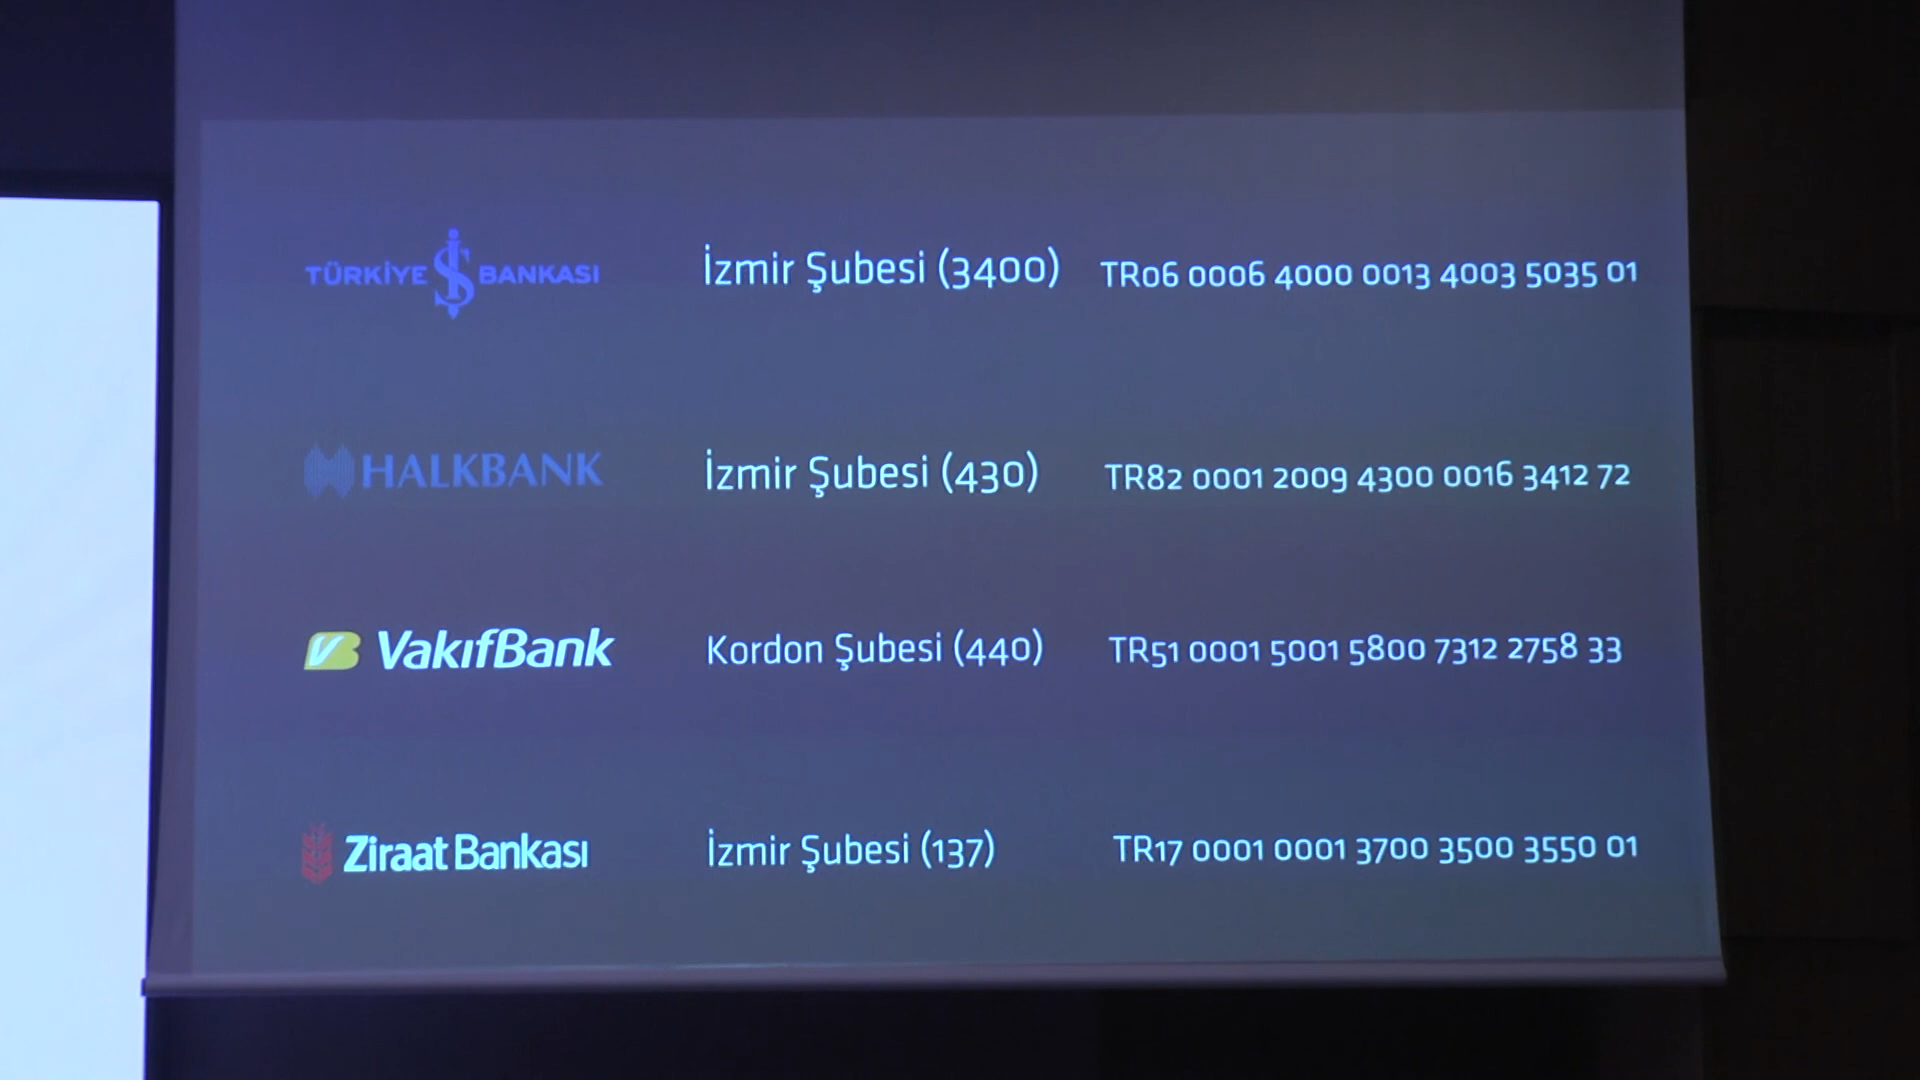 TÜRKİYE İŞ BANKASI İzmir Şubesi (3400) TR06 0006 4000 0013 4003 5035 01
HALKBANK İzmir Şubesi (430) TR82 0001 2009 4300 0016 3412 72
VakıfBank Kordon Şubesi (440) TR51 0001 5001 5800 7312 2758 33
Ziraat Bankası İzmir Şubesi (137) TR17 0001 0001 3700 3500 3550 01